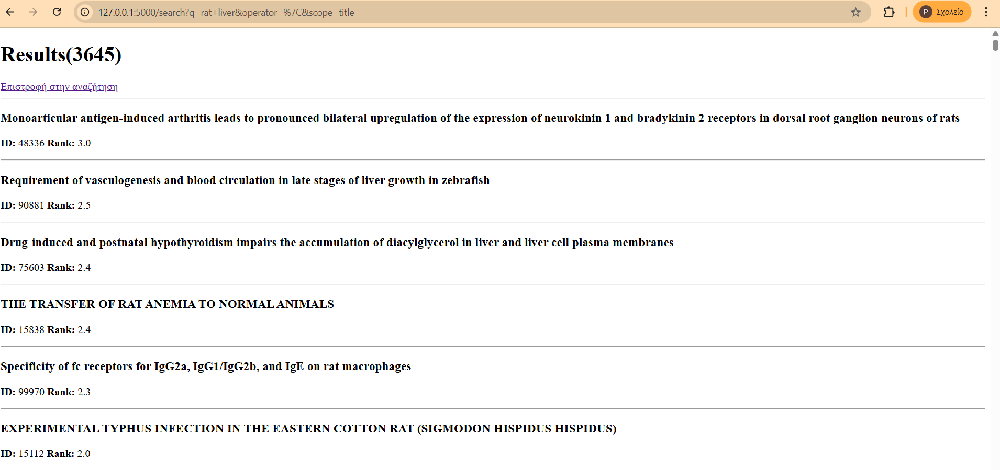 127.0.0.1:5000/search?q=rat+liver&operator=%7C&scope=title
P Σχολείο
Results(3645)
Επιστροφή στην αναζήτηση
Monoarticular antigen-induced arthritis leads to pronounced bilateral upregulation of the expression of neurokinin 1 and bradykinin 2 receptors in dorsal root ganglion neurons of rats
ID: 48336 Rank: 3.0
Requirement of vasculogenesis and blood circulation in late stages of liver growth in zebrafish
ID: 90881 Rank: 2.5
Drug-induced and postnatal hypothyroidism impairs the accumulation of diacylglycerol in liver and liver cell plasma membranes
ID: 75603 Rank: 2.4
THE TRANSFER OF RAT ANEMIA TO NORMAL ANIMALS
ID: 15838 Rank: 2.4
Specificity of fc receptors for IgG2a, IgG1/IgG2b, and IgE on rat macrophages
ID: 99970 Rank: 2.3
EXPERIMENTAL TYPHUS INFECTION IN THE EASTERN COTTON RAT (SIGMODON HISPIDUS HISPIDUS)
ID: 15112 Rank: 2.0